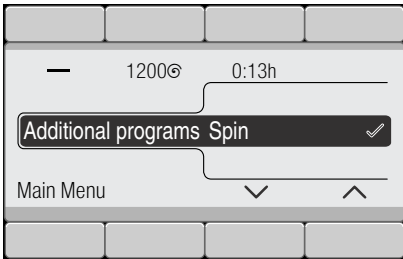 — 1200 0:13h
Additional programs Spin ✓
Main Menu